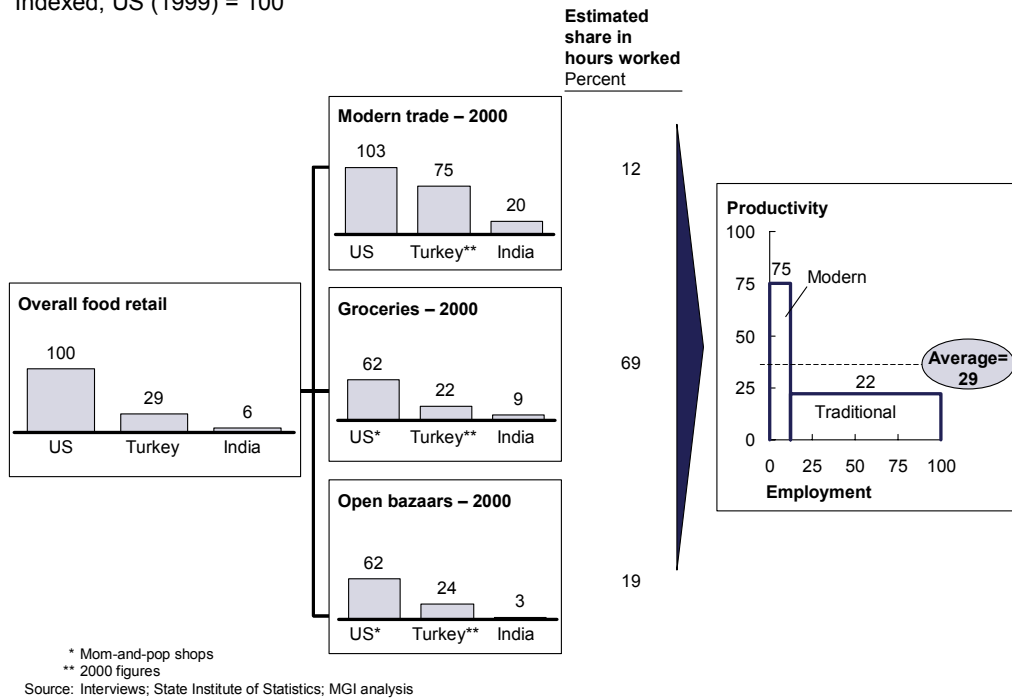 Indexed, US (1999) = 100
Estimated
share in
hours worked
Percent
Overall food retail
100
29
6
US Turkey India
Modern trade – 2000
103
75
20
US Turkey** India
12
Groceries – 2000
62
22
9
US* Turkey** India
69
Open bazaars – 2000
62
24
3
US* Turkey** India
19
Productivity
100
75
50
25
0
75
Modern
Average=
29
22
Traditional
0 25 50 75 100
Employment
* Mom-and-pop shops
** 2000 figures
Source: Interviews; State Institute of Statistics; MGI analysis